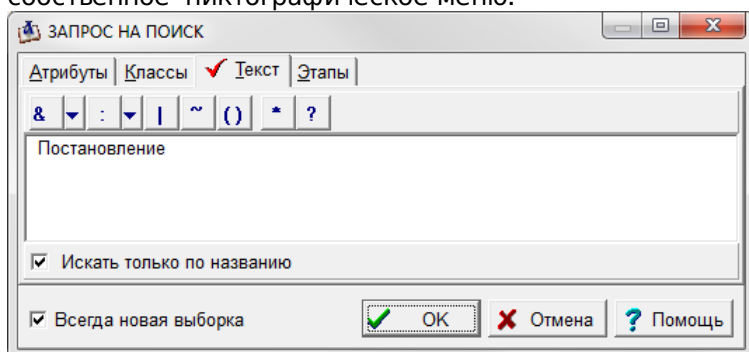 собственное пиктографическое меню.
ЗАПРОС НА ПОИСК
Атрибуты Классы Текст Этапы
& : | ~ () * ?
Постановление
Искать только по названию
Всегда новая выборка OK Отмена Помощь